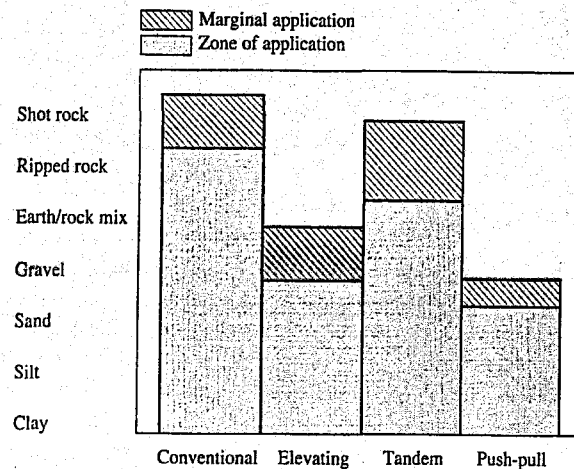 Marginal application
Zone of application
Shot rock
Ripped rock
Earth/rock mix
Gravel
Sand
Silt
Clay
Conventional Elevating Tandem Push-pull